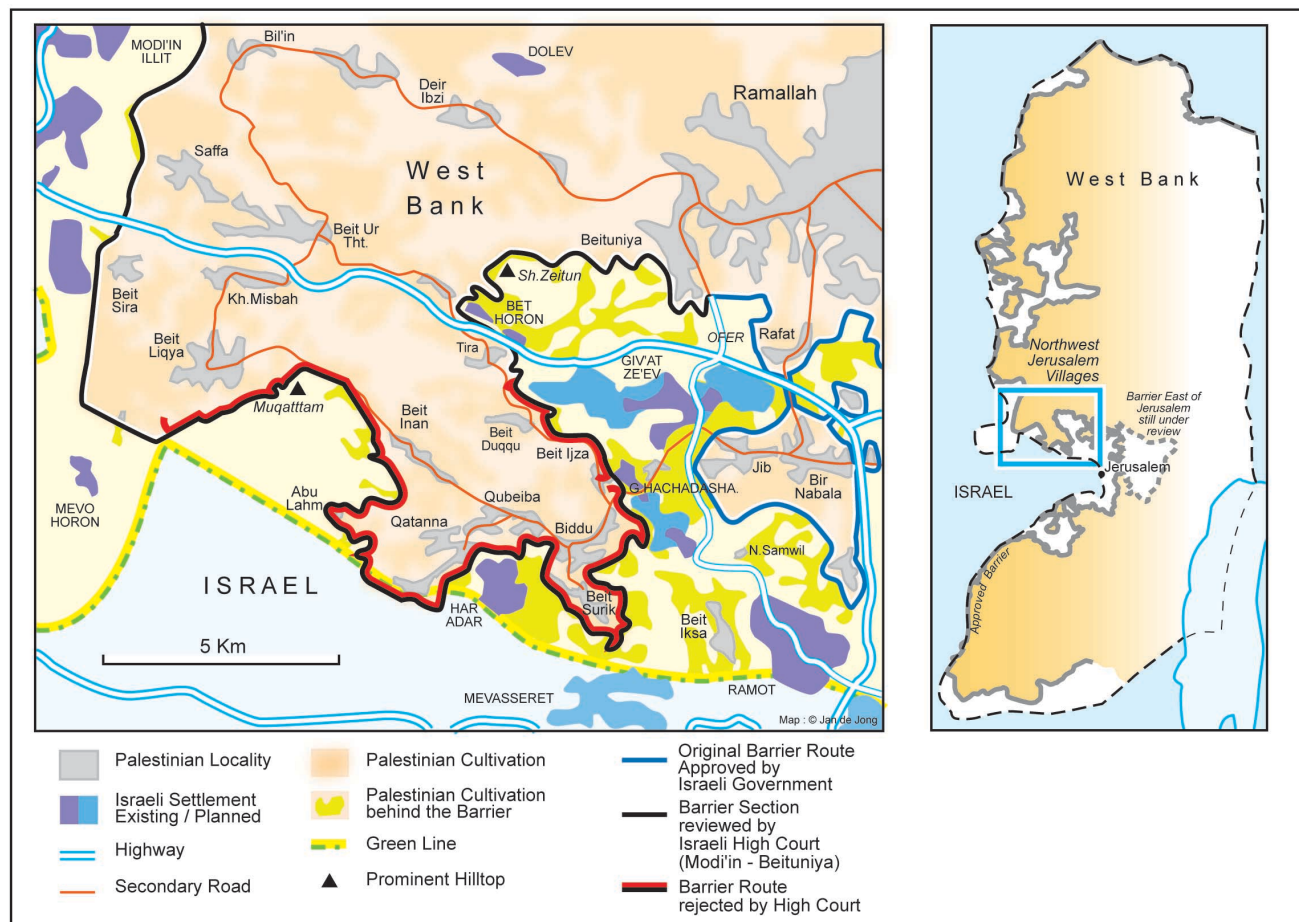 MODI'IN
ILLIT
Bil'in
DOLEV
Deir
Ibzi
Ramallah
Saffa
West
Bank
Beit Ur
Tht.
Beituniya
Sh.Zeitun
Beit
Sira
Kh.Misbah
BET
HORON
OFER
Rafat
Beit
Liqya
Tira
GIV'AT
ZE'EV
Muqatttam
Beit
Inan
Beit
Duqqu
Beit Ijza
Jib
Bir
Nabala
G.HACHADASHA.
MEVO
HORON
Abu
Lahm
Qatanna
Qubeiba
Biddu
N.Samwil
ISRAEL
HAR
ADAR
Beit
Surik
Beit
Iksa
5 Km
MEVASSERET
RAMOT
Map : © Jan de Jong
West Bank
Northwest
Jerusalem
Villages
Barrier East of
Jerusalem
still under
review
Jerusalem
ISRAEL
Approved Barrier
Palestinian Locality
Israeli Settlement
Existing / Planned
Highway
Secondary Road
Palestinian Cultivation
Palestinian Cultivation
behind the Barrier
Green Line
Prominent Hilltop
Original Barrier Route
Approved by
Israeli Government
Barrier Section
reviewed by
Israeli High Court
(Modi'in - Beituniya)
Barrier Route
rejected by High Court